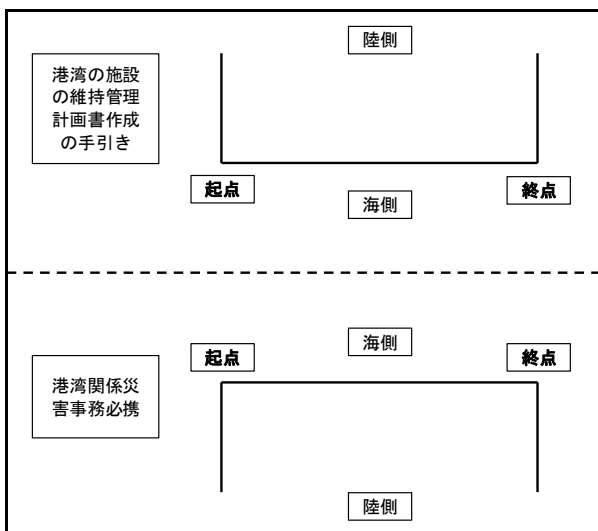 陸側
港湾の施設
の維持管理
計画書作成
の手引き
起点
海側
終点
起点
海側
終点
港湾関係災
害事務必携
陸側